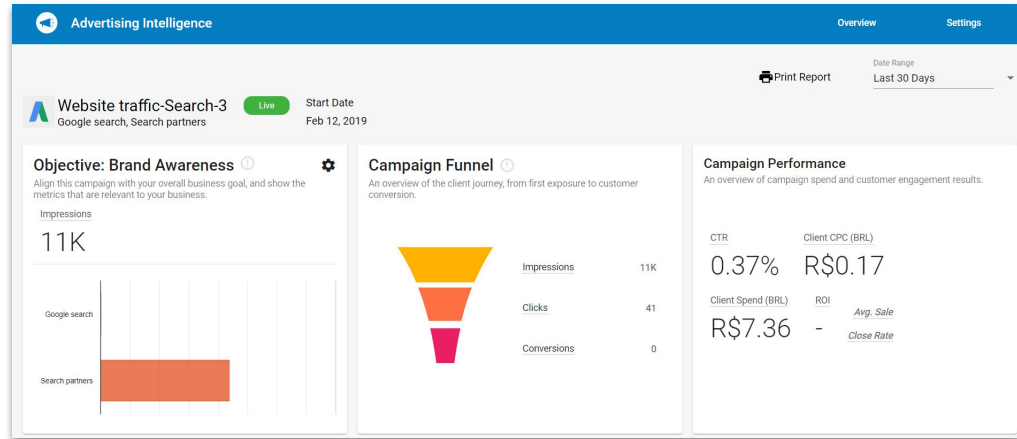 Advertising Intelligence
Overview
Settings
Print Report
Date Range
Last 30 Days
Website traffic-Search-3
Live
Start Date
Google search, Search partners
Feb 12, 2019
Objective: Brand Awareness
Align this campaign with your overall business goal, and show the
metrics that are relevant to your business.
Impressions
11K
Google search
Search partners
Campaign Funnel
An overview of the client journey, from first exposure to customer
conversion.
Impressions 11K
Clicks 41
Conversions 0
Campaign Performance
An overview of campaign spend and customer engagement results.
CTR
0.37%
Client CPC (BRL)
R$0.17
Client Spend (BRL)
R$7.36
ROI
-
Avg. Sale
Close Rate